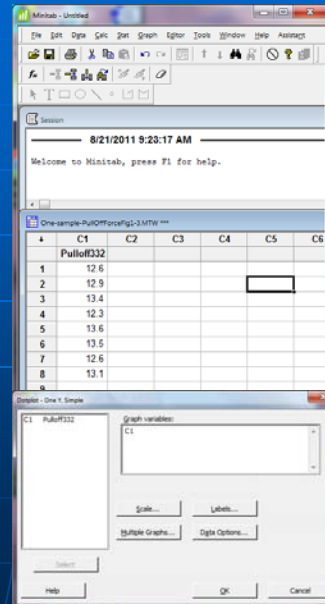 Minitab - Untitled
File Edit Data Calc Stat Graph Editor Tools Window Help Assistant
Session
8/21/2011 9:23:17 AM
Welcome to Minitab, press F1 for help.
One-sample-PullOffForceFig1-3.MTW ***
C1 C2 C3 C4 C5 C6
Pulloff332
1 12.6
2 12.9
3 13.4
4 12.3
5 13.6
6 13.5
7 12.6
8 13.1
9
Dotplot - One Y, Simple
C1 Pulloff332
Graph variables:
C1
Scale... Labels...
Multiple Graphs... Data Options...
Select
Help OK Cancel